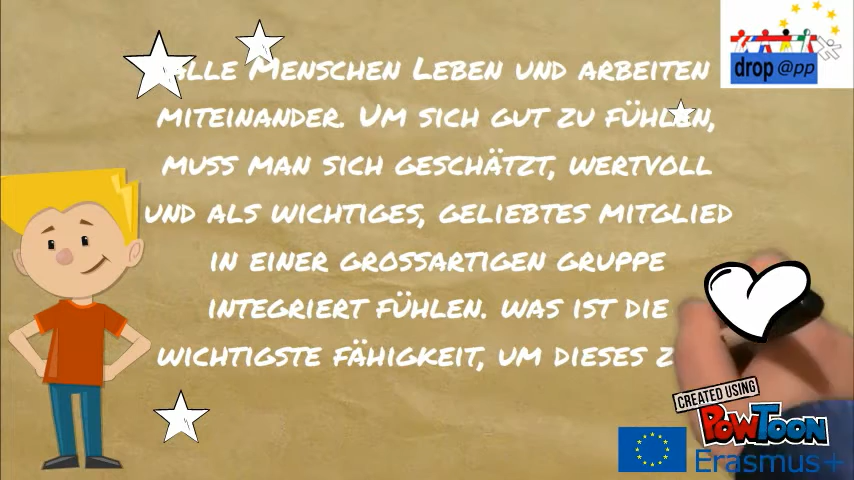 Alle Menschen Leben und arbeiten
miteinander. Um sich gut zu fühlen,
muss man sich geschätzt, wertvoll
und als wichtiges, geliebtes mitglied
in einer grossartigen gruppe
integriert fühlen. was ist die
wichtigste fähigkeit, um dieses z
drop @pp
CREATED USING
POWTOON
Erasmus+